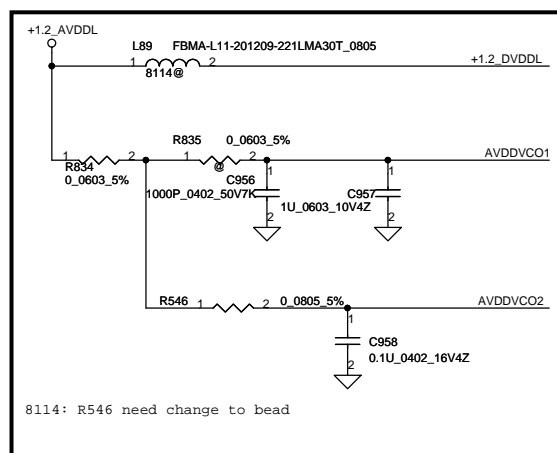 +1.2_AVDDL
L89 FBMA-L11-201209-221LMA30T_0805
1 2 +1.2_DVDDL
8114@
R835 0_0603_5%
1 2 1 2 AVDDVCO1
R834 @
0_0603_5% C956 1 1 C957
1000P_0402_50V7K
1U_0603_10V4Z
2 2
R546 1 2 0_0805_5% AVDDVCO2
1
C958
0.1U_0402_16V4Z
2
8114: R546 need change to bead